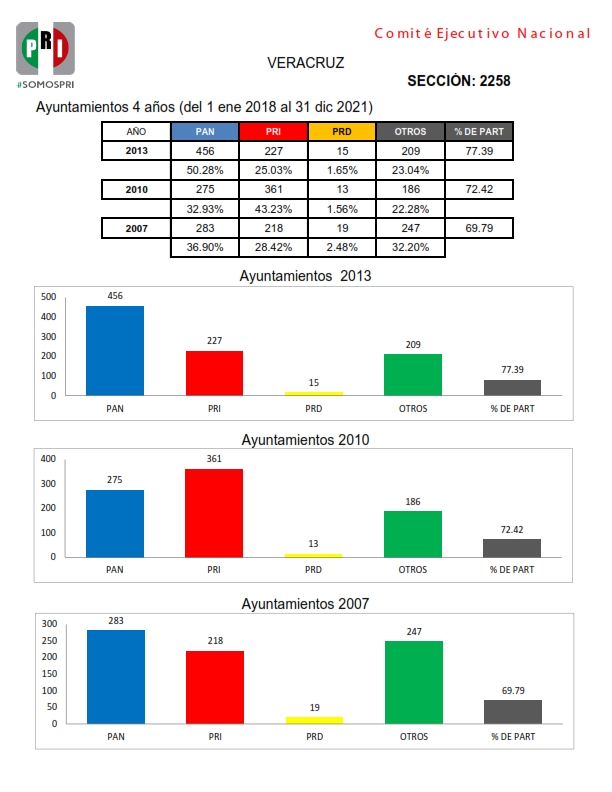 Comité Ejecutivo Nacional
PRI
#SOMOSPRI
VERACRUZ
SECCIÓN: 2258
Ayuntamientos 4 años (del 1 ene 2018 al 31 dic 2021)
AÑO PAN PRI PRD OTROS % DE PART
2013 456 227 15 209 77.39
50.28% 25.03% 1.65% 23.04%
2010 275 361 13 186 72.42
32.93% 43.23% 1.56% 22.28%
2007 283 218 19 247 69.79
36.90% 28.42% 2.48% 32.20%
Ayuntamientos 2013
500
400
300
200
100
0
456 227 15 209 77.39
PAN PRI PRD OTROS % DE PART
Ayuntamientos 2010
400
300
200
100
0
275 361 13 186 72.42
PAN PRI PRD OTROS % DE PART
Ayuntamientos 2007
300
250
200
150
100
50
0
283 218 19 247 69.79
PAN PRI PRD OTROS % DE PART